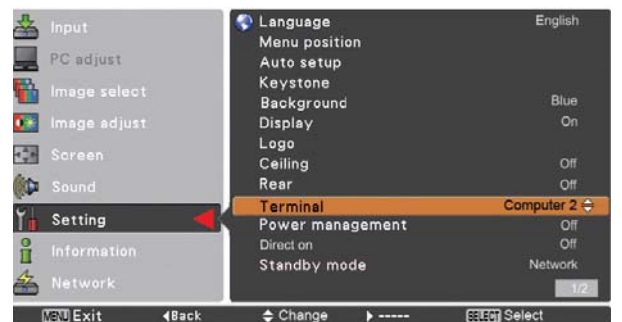 Input
PC adjust
Image select
Image adjust
Screen
Sound
Setting
Information
Network
Language English
Menu position
Auto setup
Keystone
Background Blue
Display On
Logo
Ceiling Off
Rear Off
Terminal Computer 2
Power management Off
Direct on Off
Standby mode Network
1/2
MENU Exit Back Change ----- SELECT Select